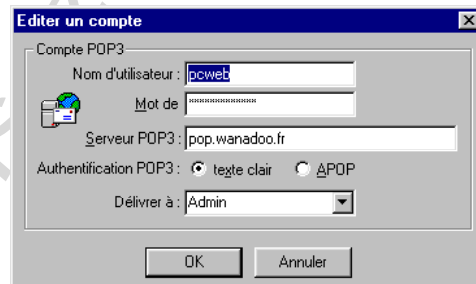 Editer un compte
Compte POP3
Nom d'utilisateur : pcweb
Mot de *************
Serveur POP3 : pop.wanadoo.fr
Authentification POP3 : texte clair APOP
Délivrer à : Admin
OK Annuler